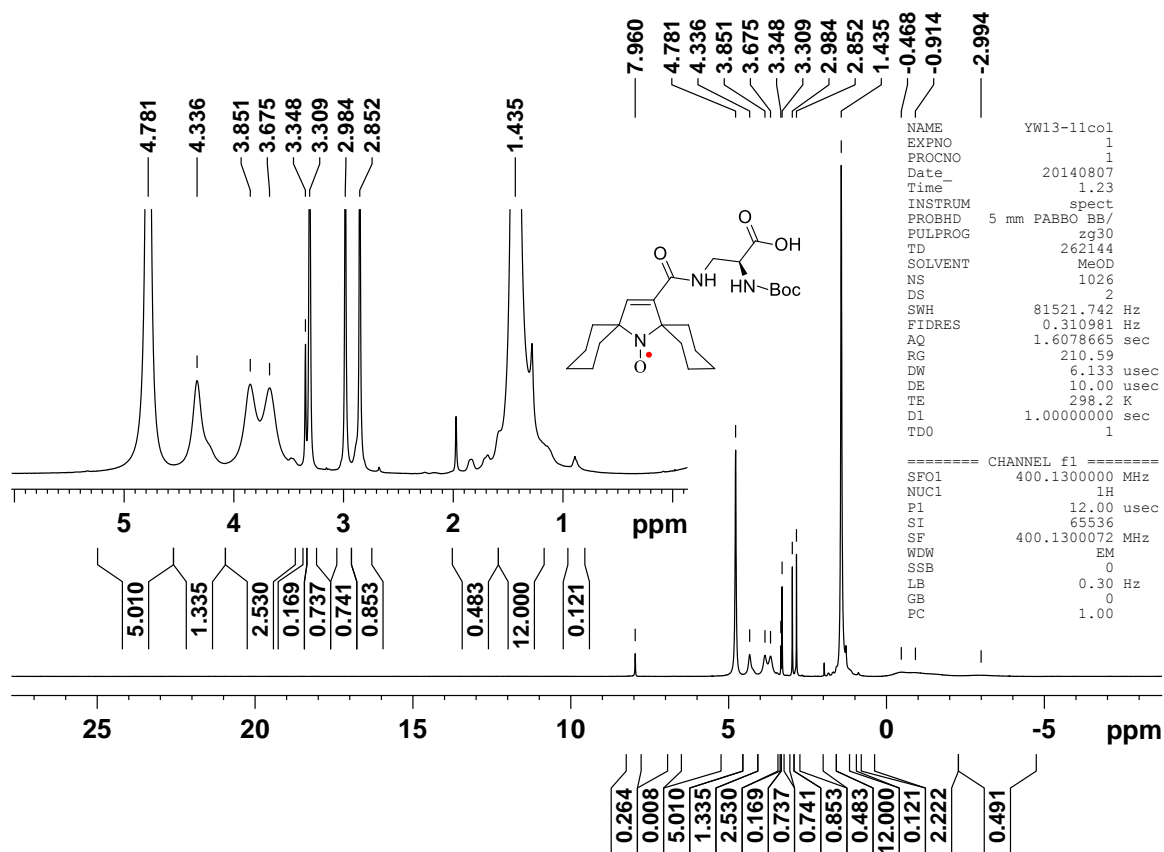 7.960
4.781
4.336
3.851
3.675
3.348
3.309
2.984
2.852
1.435
-0.468
-0.914
-2.994
4.781
4.336
3.851
3.675
3.348
3.309
2.984
2.852
1.435
NAME YW13-11col
EXPNO 1
PROCNO 1
Date_ 20140807
Time 1.23
INSTRUM spect
PROBHD 5 mm PABBO BB/
PULPROG zg30
TD 262144
SOLVENT MeOD
NS 1026
DS 2
SWH 81521.742 Hz
FIDRES 0.310981 Hz
AQ 1.6078665 sec
RG 210.59
DW 6.133 usec
DE 10.00 usec
TE 298.2 K
D1 1.00000000 sec
TD0 1
======== CHANNEL f1 ========
SFO1 400.1300000 MHz
NUC1 1H
P1 12.00 usec
SI 65536
SF 400.1300072 MHz
WDW EM
SSB 0
LB 0.30 Hz
GB 0
PC 1.00
O
OH
O
N
H
HN
Boc
N
O
5 4 3 2 1 ppm
5.010
1.335
2.530
0.169
0.737
0.741
0.853
0.483
12.000
0.121
25 20 15 10 5 0 -5 ppm
0.264
0.008
5.010
1.335
2.530
0.169
0.737
0.741
0.853
0.483
12.000
0.121
2.222
0.491